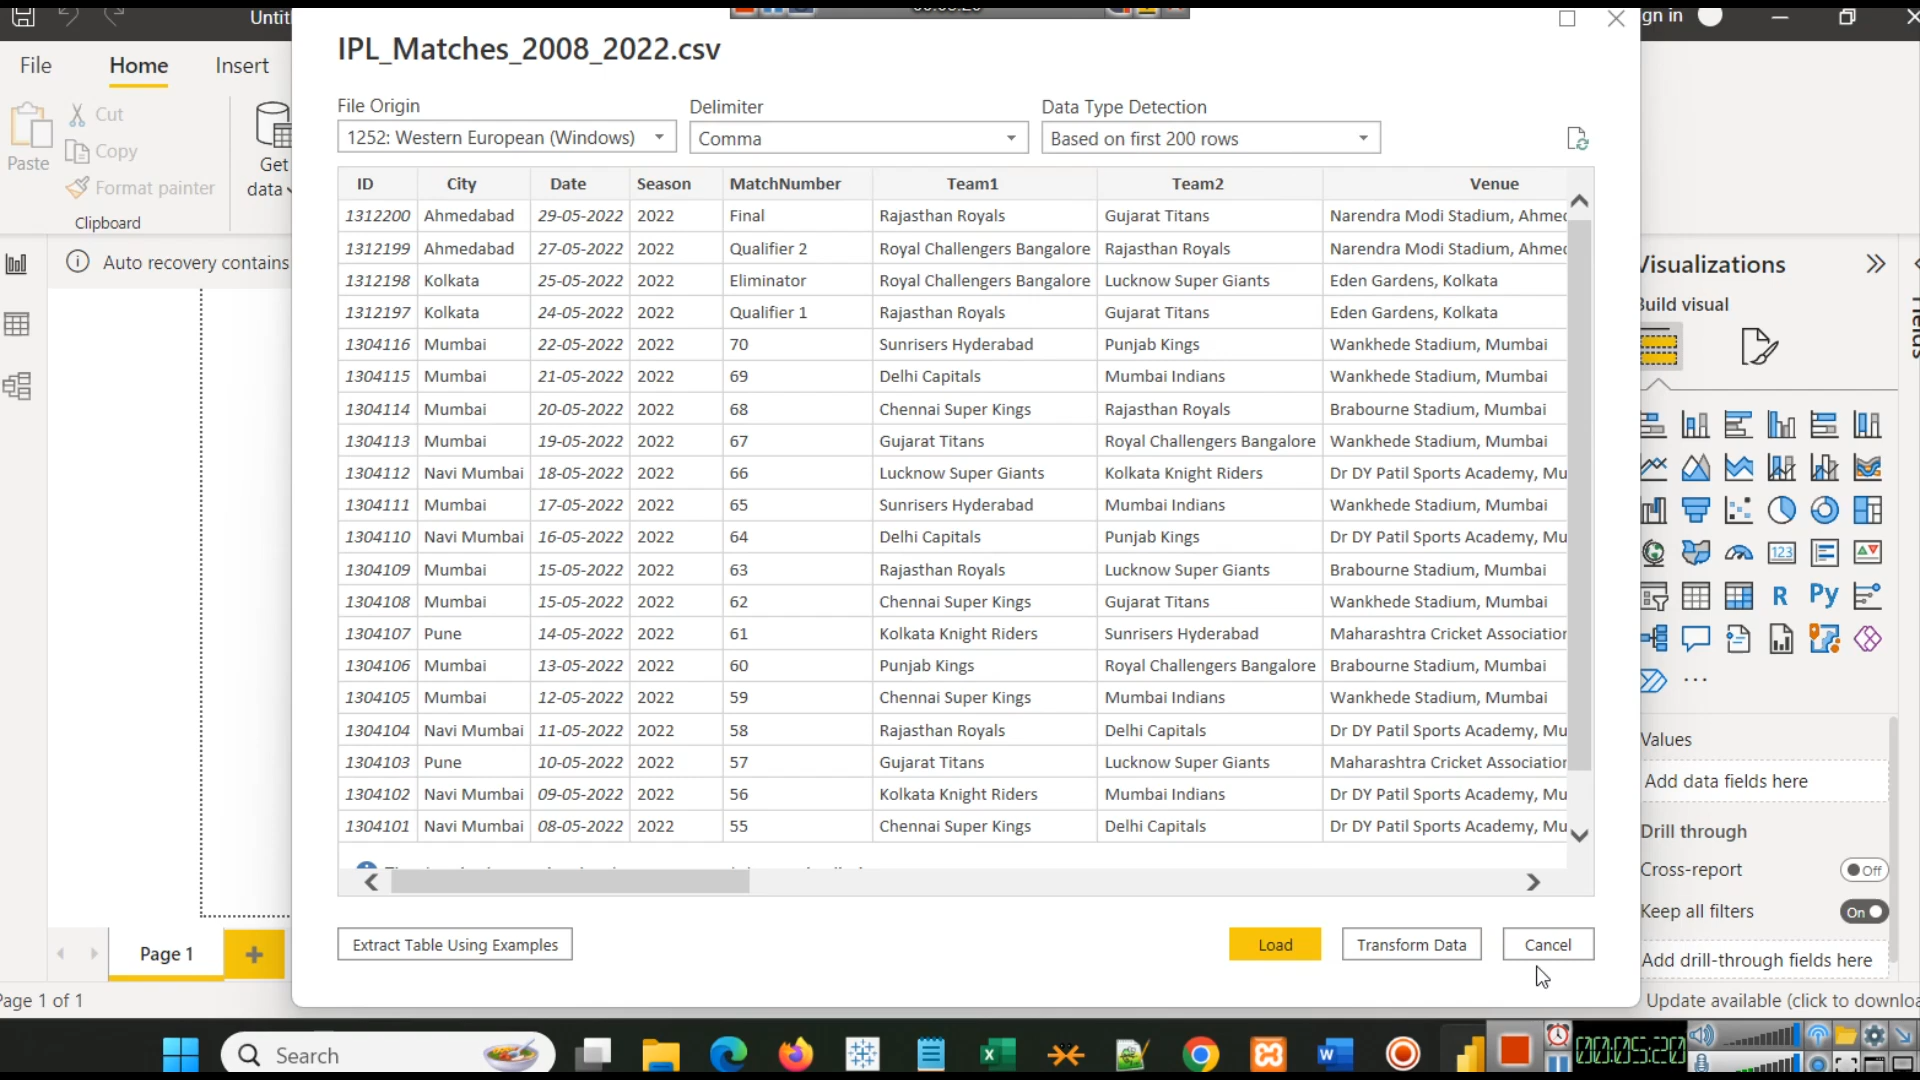 Untit
IPL_Matches_2008_2022.csv
gn in
File Home Insert
Paste
Cut
Copy
Format painter
Clipboard
Get
data
Auto recovery contains
File Origin Delimiter Data Type Detection
1252: Western European (Windows) Comma Based on first 200 rows
ID City Date Season MatchNumber Team1 Team2 Venue
1312200 Ahmedabad 29-05-2022 2022 Final Rajasthan Royals Gujarat Titans Narendra Modi Stadium, Ahmed
1312199 Ahmedabad 27-05-2022 2022 Qualifier 2 Royal Challengers Bangalore Rajasthan Royals Narendra Modi Stadium, Ahmed
1312198 Kolkata 25-05-2022 2022 Eliminator Royal Challengers Bangalore Lucknow Super Giants Eden Gardens, Kolkata
1312197 Kolkata 24-05-2022 2022 Qualifier 1 Rajasthan Royals Gujarat Titans Eden Gardens, Kolkata
1304116 Mumbai 22-05-2022 2022 70 Sunrisers Hyderabad Punjab Kings Wankhede Stadium, Mumbai
1304115 Mumbai 21-05-2022 2022 69 Delhi Capitals Mumbai Indians Wankhede Stadium, Mumbai
1304114 Mumbai 20-05-2022 2022 68 Chennai Super Kings Rajasthan Royals Brabourne Stadium, Mumbai
1304113 Mumbai 19-05-2022 2022 67 Gujarat Titans Royal Challengers Bangalore Wankhede Stadium, Mumbai
1304112 Navi Mumbai 18-05-2022 2022 66 Lucknow Super Giants Kolkata Knight Riders Dr DY Patil Sports Academy, Mu
1304111 Mumbai 17-05-2022 2022 65 Sunrisers Hyderabad Mumbai Indians Wankhede Stadium, Mumbai
1304110 Navi Mumbai 16-05-2022 2022 64 Delhi Capitals Punjab Kings Dr DY Patil Sports Academy, Mu
1304109 Mumbai 15-05-2022 2022 63 Rajasthan Royals Lucknow Super Giants Brabourne Stadium, Mumbai
1304108 Mumbai 15-05-2022 2022 62 Chennai Super Kings Gujarat Titans Wankhede Stadium, Mumbai
1304107 Pune 14-05-2022 2022 61 Kolkata Knight Riders Sunrisers Hyderabad Maharashtra Cricket Association
1304106 Mumbai 13-05-2022 2022 60 Punjab Kings Royal Challengers Bangalore Brabourne Stadium, Mumbai
1304105 Mumbai 12-05-2022 2022 59 Chennai Super Kings Mumbai Indians Wankhede Stadium, Mumbai
1304104 Navi Mumbai 11-05-2022 2022 58 Rajasthan Royals Delhi Capitals Dr DY Patil Sports Academy, Mu
1304103 Pune 10-05-2022 2022 57 Gujarat Titans Lucknow Super Giants Maharashtra Cricket Association
1304102 Navi Mumbai 09-05-2022 2022 56 Kolkata Knight Riders Mumbai Indians Dr DY Patil Sports Academy, Mu
1304101 Navi Mumbai 08-05-2022 2022 55 Chennai Super Kings Delhi Capitals Dr DY Patil Sports Academy, Mu
Extract Table Using Examples Load Transform Data Cancel
Visualizations
Build visual
Fields
123
R Py
...
Values
Add data fields here
Drill through
Cross-report Off
Keep all filters On
Add drill-through fields here
Page 1
Page 1 of 1
Update available (click to downloa
Search
00:05:20